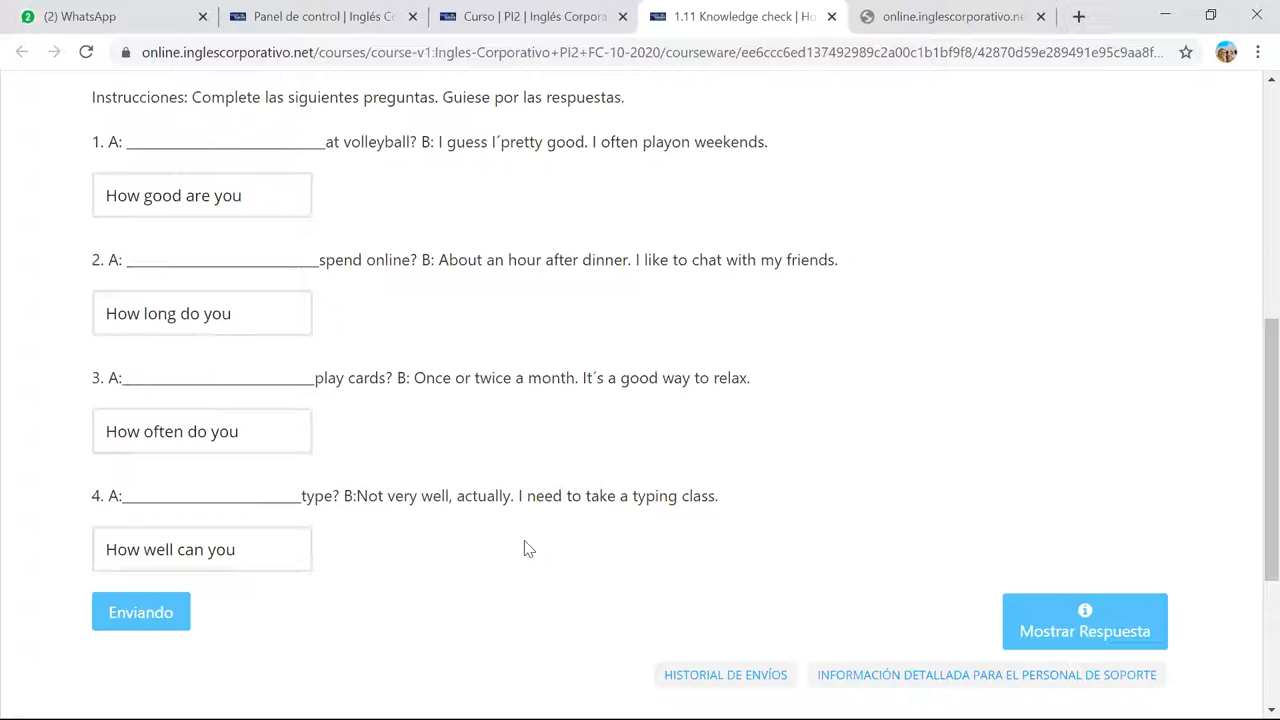 (2) WhatsApp
Panel de control | Inglés Co
Curso | PI2 | Inglés Corpora
1.11 Knowledge check | Ho
online.inglescorporativo.ne
online.inglescorporativo.net/courses/course-v1:Ingles-Corporativo+PI2+FC-10-2020/courseware/ee6ccc6ed137492989c2a00c1b1bf9f8/42870d59e289491e95c9aa8f...
Instrucciones: Complete las siguientes preguntas. Guiese por las respuestas.
1. A: _________________________at volleyball? B: I guess I´pretty good. I often playon weekends.
How good are you
2. A: ________________________spend online? B: About an hour after dinner. I like to chat with my friends.
How long do you
3. A:________________________play cards? B: Once or twice a month. It´s a good way to relax.
How often do you
4. A:______________________type? B:Not very well, actually. I need to take a typing class.
How well can you
Enviando
Mostrar Respuesta
HISTORIAL DE ENVÍOS
INFORMACIÓN DETALLADA PARA EL PERSONAL DE SOPORTE